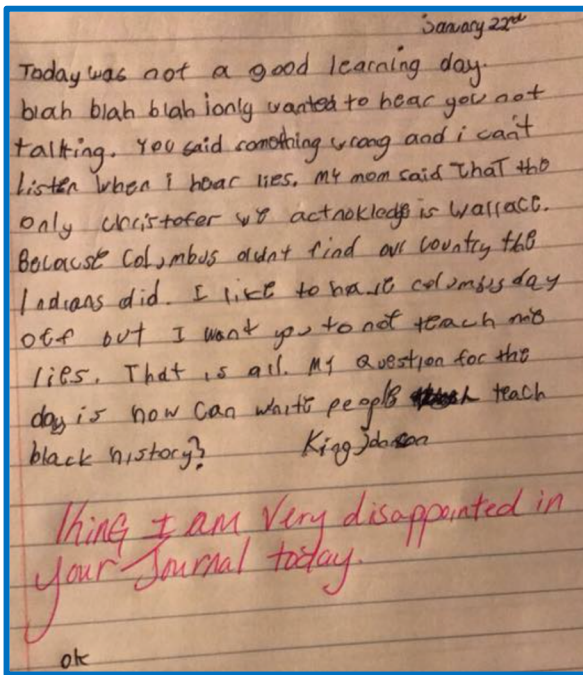 January 22nd
Today was not a good learning day.
blah blah blah ionly wanted to hear you not
talking. You said something wrong and i can't
listen when i hear lies. My mom said That the
only christofer we acknokledge is Wallace.
Because Columbus didnt find our country the
Indians did. I like to have columbus day
off but I want you to not teach me
lies. That is all. My question for the
day is how can white people teach
black history? King Johnson
King I am very disappointed in
your Journal today.
ok